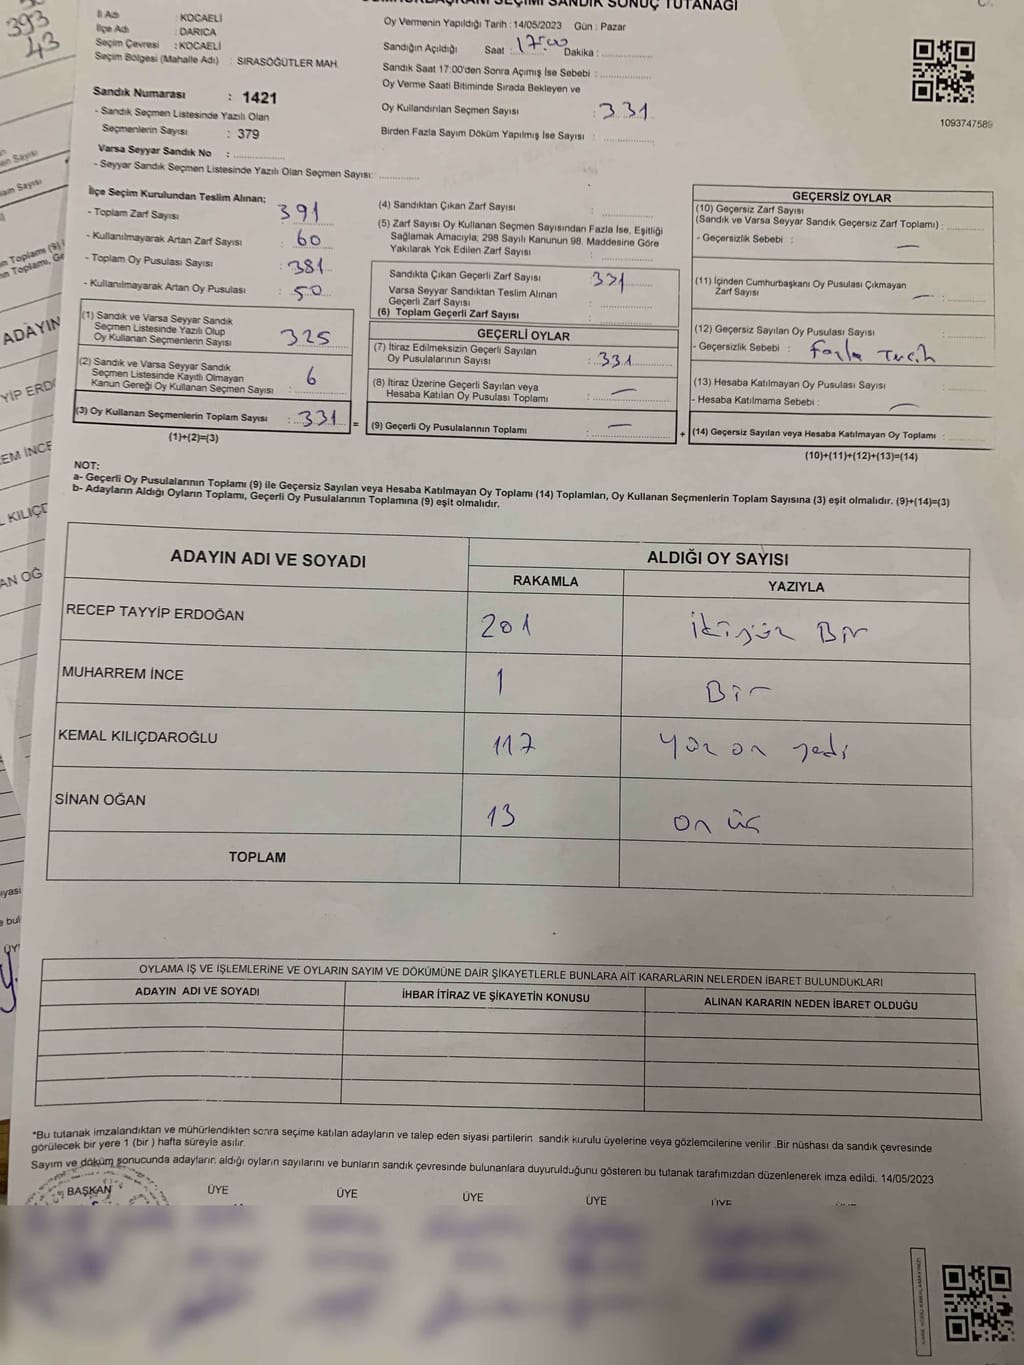 393
43
CUMHURBAŞKANI SEÇİMİ SANDIK SONUÇ TUTANAĞI
İl Adı : KOCAELİ
İlçe Adı : DARICA
Seçim Çevresi : KOCAELİ
Seçim Bölgesi (Mahalle Adı) : SIRASÖĞÜTLER MAH.
Sandık Numarası : 1421
- Sandık Seçmen Listesinde Yazılı Olan
Seçmenlerin Sayısı : 379
Varsa Seyyar Sandık No :
- Seyyar Sandık Seçmen Listesinde Yazılı Olan Seçmen Sayısı:
Oy Vermenin Yapıldığı Tarih : 14/05/2023 Gün : Pazar
Sandığın Açıldığı Saat : 17:00 Dakika :
Sandık Saat 17:00'den Sonra Açımış İse Sebebi :
Oy Verme Saati Bitiminde Sırada Bekleyen ve
Oy Kullandırılan Seçmen Sayısı : 331
Birden Fazla Sayım Döküm Yapılmış İse Sayısı :
1093747589
İlçe Seçim Kurulundan Teslim Alınan;
- Toplam Zarf Sayısı : 391
- Kullanılmayarak Artan Zarf Sayısı : 60
- Toplam Oy Pusulası Sayısı : 381
- Kullanılmayarak Artan Oy Pusulası : 50
(1) Sandık ve Varsa Seyyar Sandık
Seçmen Listesinde Yazılı Olup
Oy Kullanan Seçmenlerin Sayısı : 325
(2) Sandık ve Varsa Seyyar Sandık
Seçmen Listesinde Kayıtlı Olmayan
Kanun Gereği Oy Kullanan Seçmen Sayısı : 6
(3) Oy Kullanan Seçmenlerin Toplam Sayısı : 331 =
(1)+(2)=(3)
(4) Sandıktan Çıkan Zarf Sayısı :
(5) Zarf Sayısı Oy Kullanan Seçmen Sayısından Fazla İse, Eşitliği
Sağlamak Amacıyla, 298 Sayılı Kanunun 98. Maddesine Göre
Yakılarak Yok Edilen Zarf Sayısı :
Sandıkta Çıkan Geçerli Zarf Sayısı : 331
Varsa Seyyar Sandıktan Teslim Alınan
Geçerli Zarf Sayısı :
(6) Toplam Geçerli Zarf Sayısı :
GEÇERLİ OYLAR
(7) İtiraz Edilmeksizin Geçerli Sayılan
Oy Pusulalarının Sayısı : 331
(8) İtiraz Üzerine Geçerli Sayılan veya
Hesaba Katılan Oy Pusulası Toplamı : —
(9) Geçerli Oy Pusulalarının Toplamı : — +
GEÇERSİZ OYLAR
(10) Geçersiz Zarf Sayısı
(Sandık ve Varsa Seyyar Sandık Geçersiz Zarf Toplamı) :
- Geçersizlik Sebebi : —
(11) İçinden Cumhurbaşkanı Oy Pusulası Çıkmayan
Zarf Sayısı — :
(12) Geçersiz Sayılan Oy Pusulası Sayısı :
- Geçersizlik Sebebi : Fazla Tercih
(13) Hesaba Katılmayan Oy Pusulası Sayısı :
- Hesaba Katılmama Sebebi : —
(14) Geçersiz Sayılan veya Hesaba Katılmayan Oy Toplamı :
(10)+(11)+(12)+(13)=(14)
NOT:
a- Geçerli Oy Pusulalarının Toplamı (9) ile Geçersiz Sayılan veya Hesaba Katılmayan Oy Toplamı (14) Toplamları, Oy Kullanan Seçmenlerin Toplam Sayısına (3) eşit olmalıdır. (9)+(14)=(3)
b- Adayların Aldığı Oyların Toplamı, Geçerli Oy Pusulalarının Toplamına (9) eşit olmalıdır.
ADAYIN ADI VE SOYADI
ALDIĞI OY SAYISI
RAKAMLA YAZIYLA
RECEP TAYYİP ERDOĞAN 201 ikiyüz Bir
MUHARREM İNCE 1 Bir
KEMAL KILIÇDAROĞLU 117 yüz on yedi
SİNAN OĞAN 13 on üç
TOPLAM
OYLAMA İŞ VE İŞLEMLERİNE VE OYLARIN SAYIM VE DÖKÜMÜNE DAİR ŞİKAYETLERLE BUNLARA AİT KARARLARIN NELERDEN İBARET BULUNDUKLARI
ADAYIN ADI VE SOYADI İHBAR İTİRAZ VE ŞİKAYETİN KONUSU ALINAN KARARIN NEDEN İBARET OLDUĞU
*Bu tutanak imzalandıktan ve mühürlendikten sonra seçime katılan adayların ve talep eden siyasi partilerin sandık kurulu üyelerine veya gözlemcilerine verilir .Bir nüshası da sandık çevresinde
görülecek bir yere 1 (bir ) hafta süreyle asılır.
Sayım ve döküm sonucunda adayların aldığı oyların sayılarını ve bunların sandık çevresinde bulunanlara duyurulduğunu gösteren bu tutanak tarafımızdan düzenlenerek imza edildi. 14/05/2023
BAŞKAN ÜYE ÜYE ÜYE ÜYE ÜYE